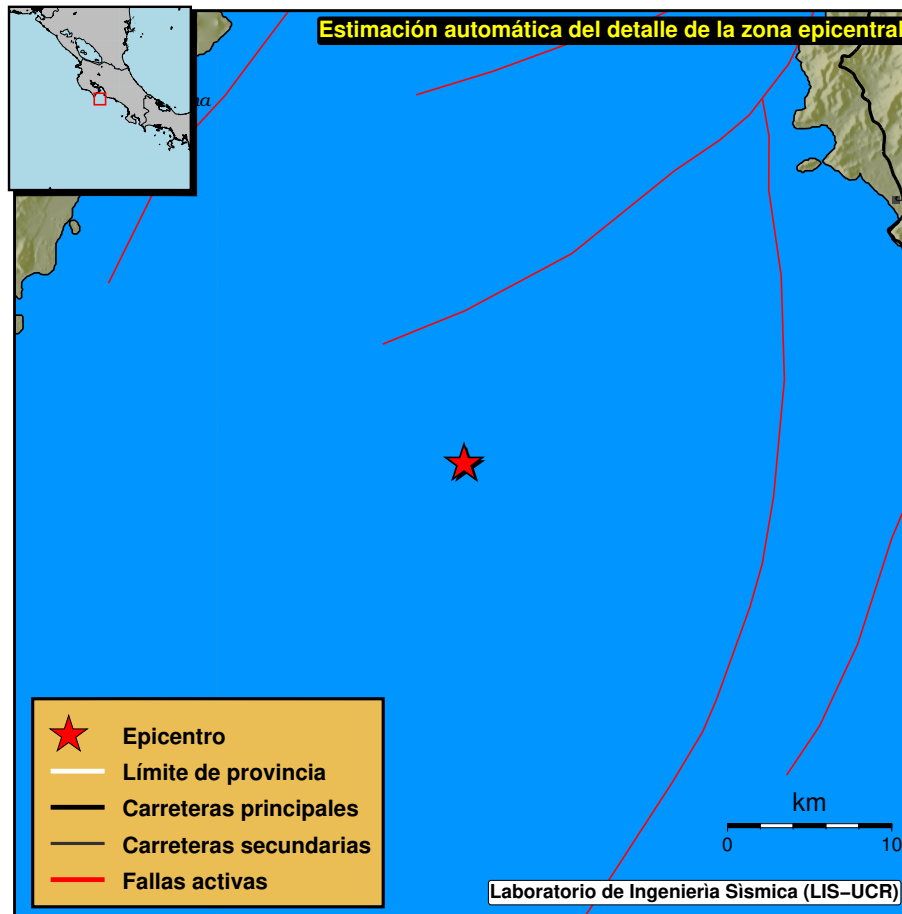 Estimación automática del detalle de la zona epicentral
Epicentro
Límite de provincia
Carreteras principales
Carreteras secundarias
Fallas activas
km
0 10
Laboratorio de Ingenierìa Sìsmica (LIS–UCR)